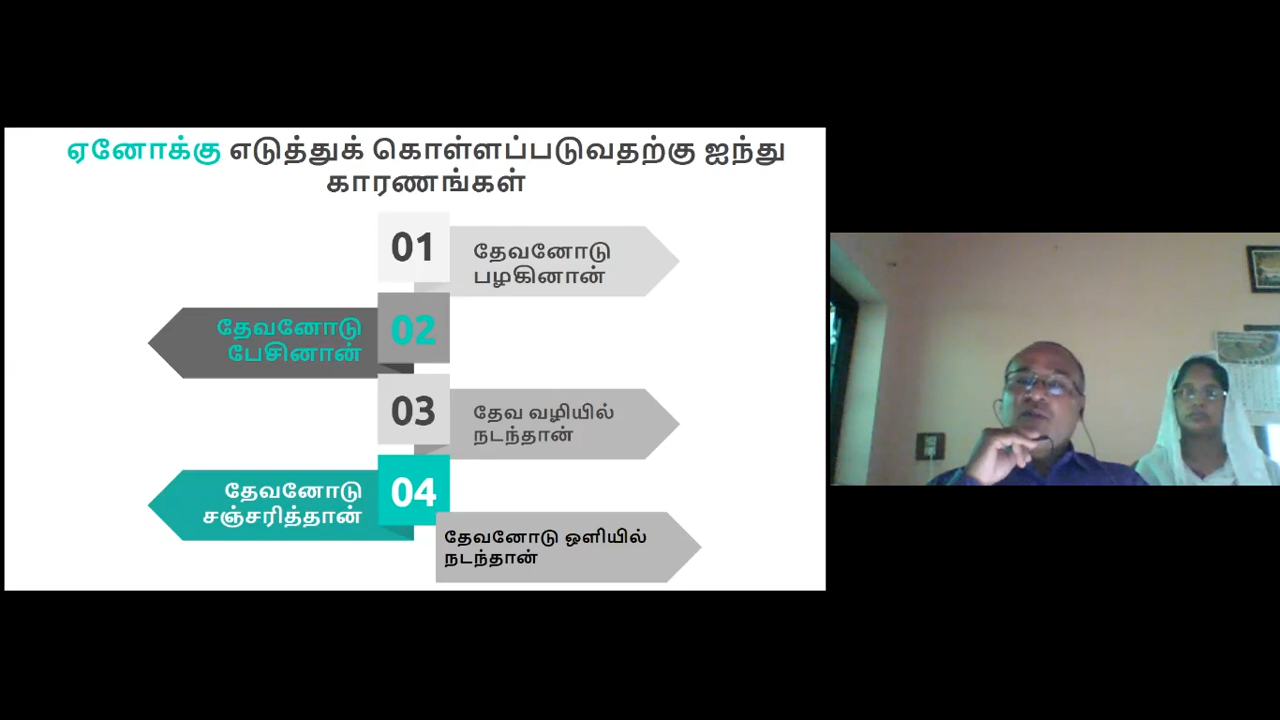 ஏனோக்கு எடுத்துக் கொள்ளப்படுவதற்கு ஐந்து
காரணங்கள்
01
தேவனோடு
பழகினான்
02
தேவனோடு
பேசினான்
03
தேவ வழியில்
நடந்தான்
04
தேவனோடு
சஞ்சரித்தான்
தேவனோடு ஒளியில்
நடந்தான்